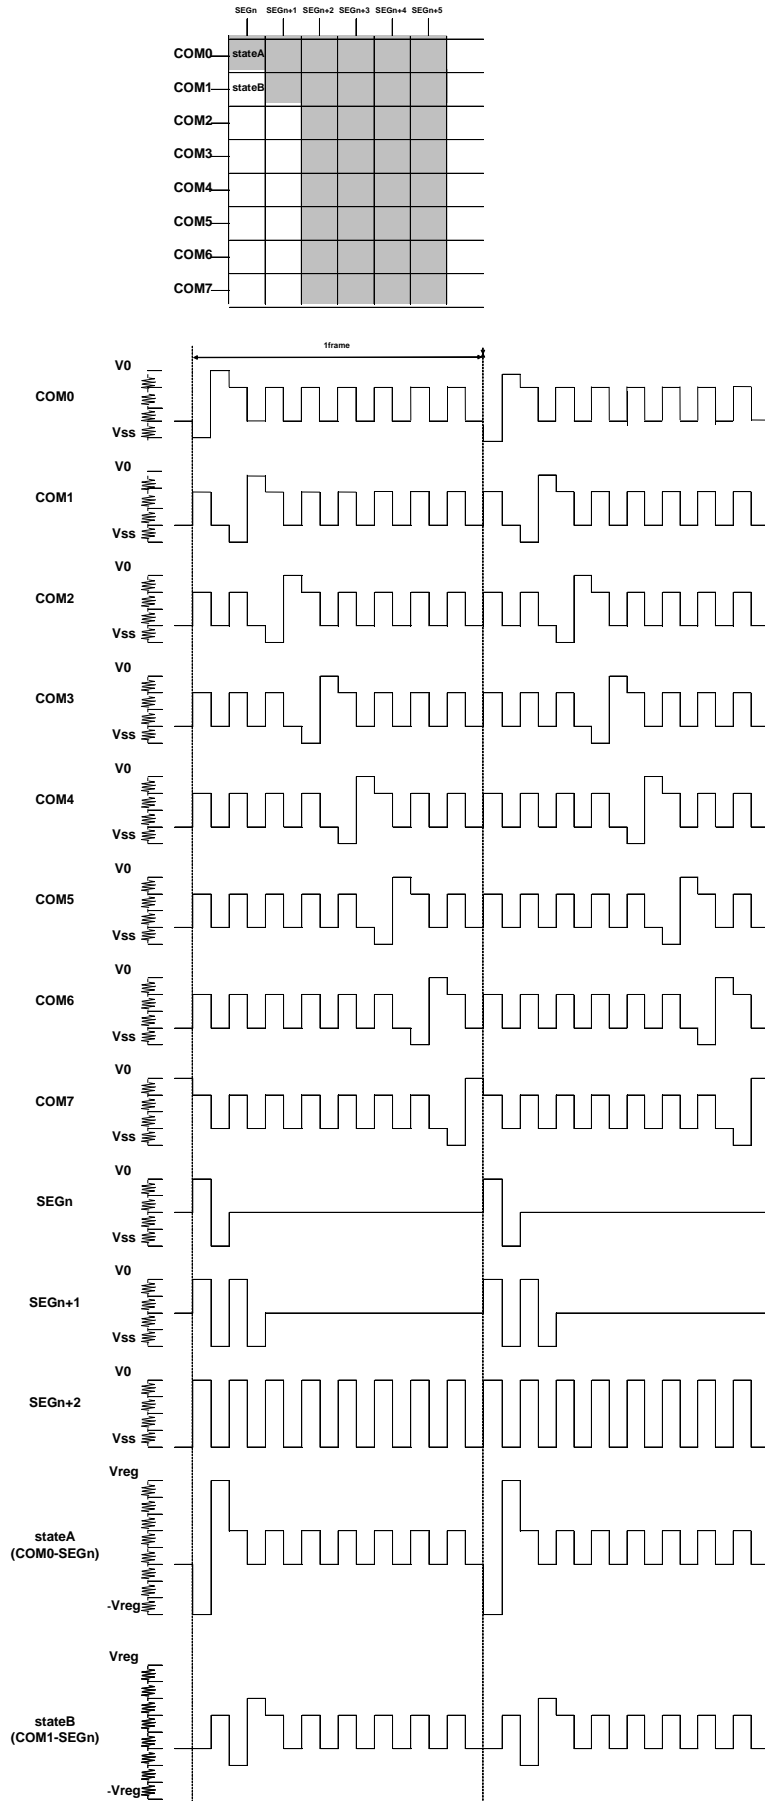 SEGn SEGn+1 SEGn+2 SEGn+3 SEGn+4 SEGn+5
COM0 stateA
COM1 stateB
COM2
COM3
COM4
COM5
COM6
COM7
1frame
V0
COM0
Vss
V0
COM1
Vss
V0
COM2
Vss
V0
COM3
Vss
V0
COM4
Vss
V0
COM5
Vss
V0
COM6
Vss
V0
COM7
Vss
V0
SEGn
Vss
V0
SEGn+1
Vss
V0
SEGn+2
Vss
Vreg
stateA
(COM0-SEGn)
-Vreg
Vreg
stateB
(COM1-SEGn)
-Vreg